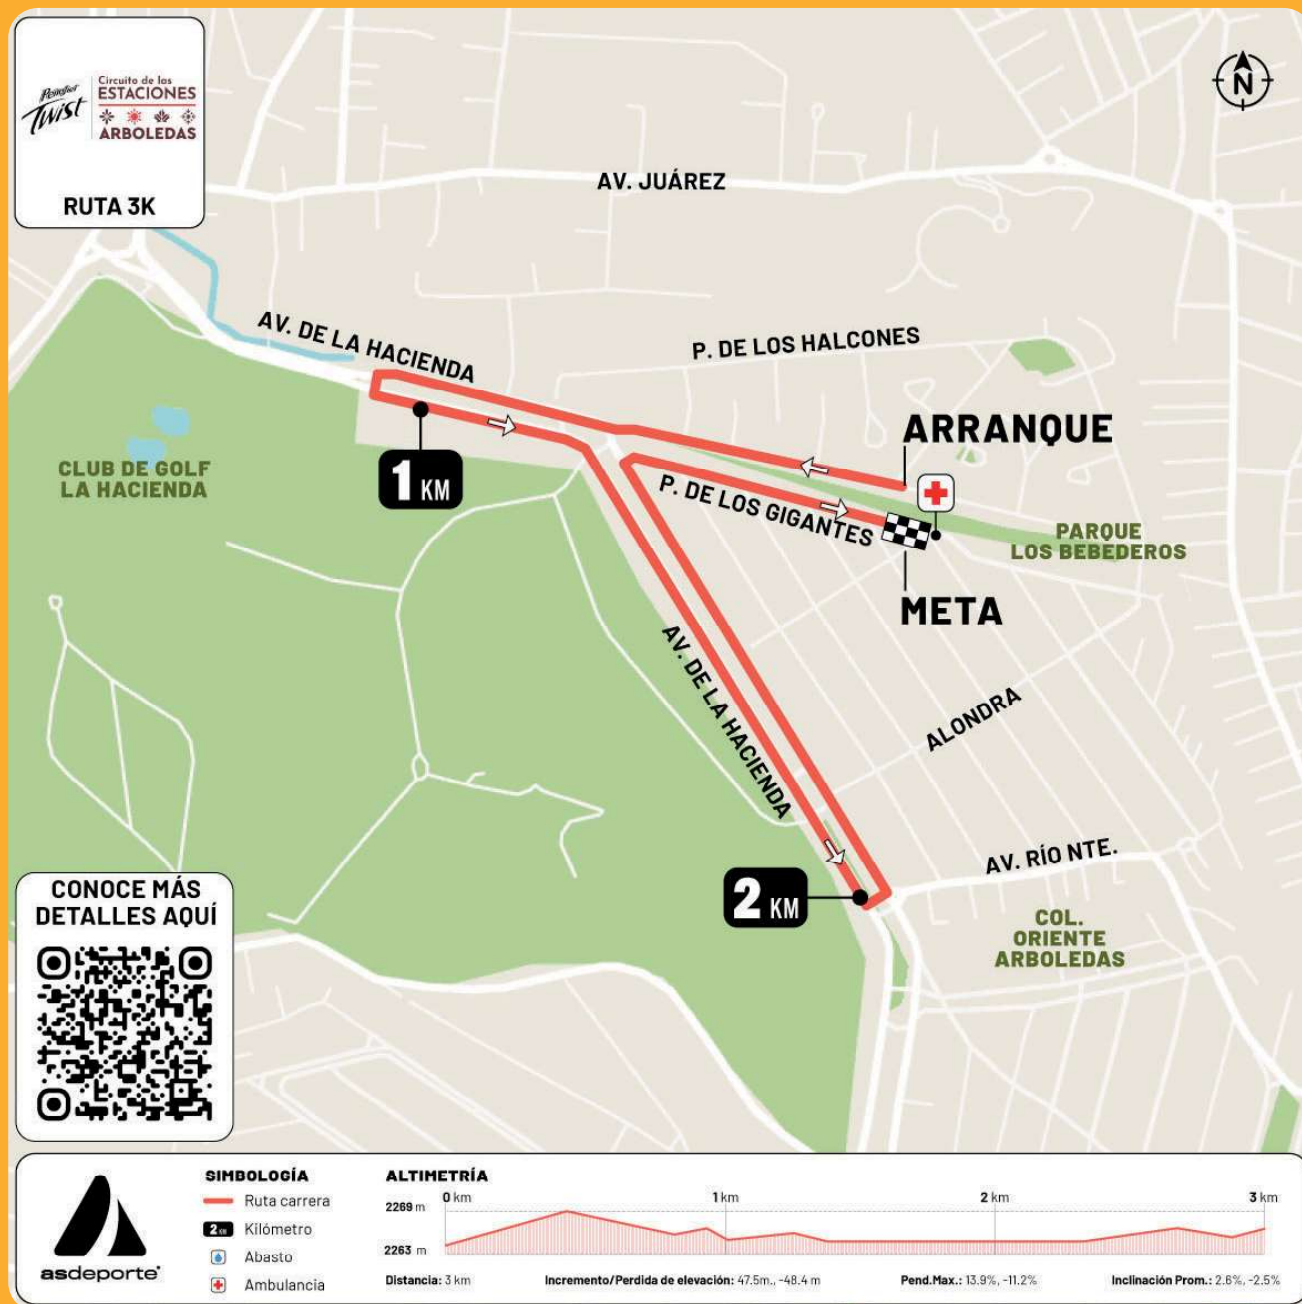 Peñafiel
Twist
Circuito de las
ESTACIONES
ARBOLEDAS
RUTA 3K
N
AV. JUÁREZ
AV. DE LA HACIENDA
P. DE LOS HALCONES
ARRANQUE
1 KM
CLUB DE GOLF
LA HACIENDA
P. DE LOS GIGANTES
PARQUE
LOS BEBEDEROS
META
AV. DE LA HACIENDA
ALONDRA
AV. RÍO NTE.
2 KM
COL.
ORIENTE
ARBOLEDAS
CONOCE MÁS
DETALLES AQUÍ
asdeporte
SIMBOLOGÍA
Ruta carrera
2 KM Kilómetro
Abasto
Ambulancia
ALTIMETRÍA
0 km 1 km 2 km 3 km
2269 m
2263 m
Distancia: 3 km Incremento/Perdida de elevación: 47.5m., -48.4 m Pend.Max.: 13.9%, -11.2% Inclinación Prom.: 2.6%, -2.5%